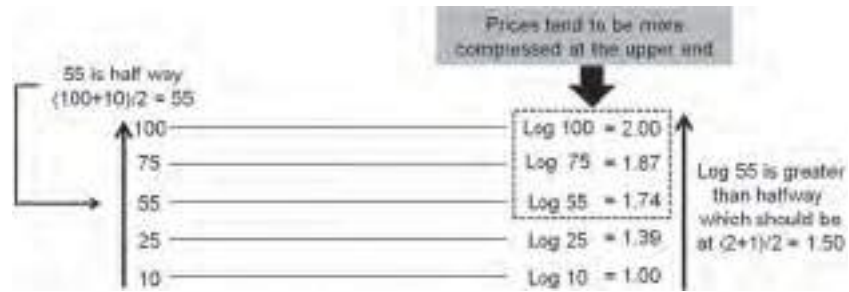 Prices tend to be more
compressed at the upper end
55 is half way
(100+10)/2 = 55
100 Log 100 = 2.00
75 Log 75 = 1.87
55 Log 55 = 1.74
25 Log 25 = 1.39
10 Log 10 = 1.00
Log 55 is greater
than halfway
which should be
at (2+1)/2 = 1.50